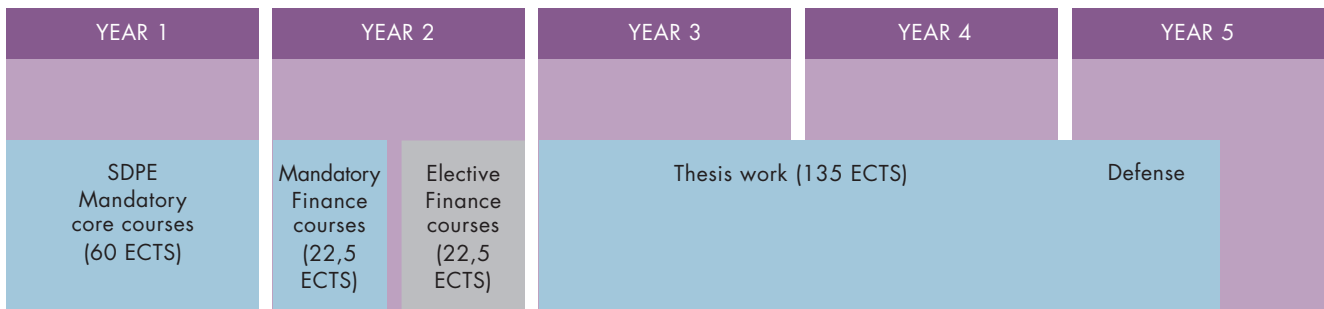 YEAR 1
YEAR 2
YEAR 3
YEAR 4
YEAR 5
SDPE
Mandatory
core courses
(60 ECTS)
Mandatory
Finance
courses
(22,5
ECTS)
Elective
Finance
courses
(22,5
ECTS)
Thesis work (135 ECTS)
Defense